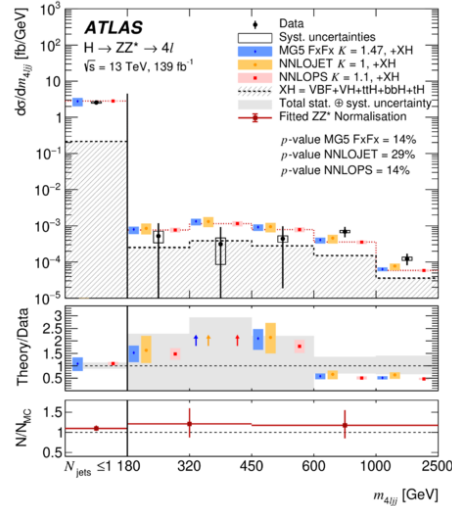 ATLAS
H → ZZ* → 4l
√s = 13 TeV, 139 fb⁻¹
Data
Syst. uncertainties
MG5 FxFx K = 1.47, +XH
NNLOJET K = 1, +XH
NNLOPS K = 1.1, +XH
XH = VBF+VH+ttH+bbH+tH
Total stat. ⊕ syst. uncertainty
Fitted ZZ* Normalisation
p-value MG5 FxFx = 14%
p-value NNLOJET = 29%
p-value NNLOPS = 14%
dσ/dm₄ₗⱼⱼ [fb/GeV]
10³
10²
10
1
10⁻¹
10⁻²
10⁻³
10⁻⁴
10⁻⁵
Theory/Data
3
2.5
2
1.5
1
0.5
N/N_MC
1.5
1
N_jets ≤1 180 320 450 600 1000 2500
m₄ₗⱼⱼ [GeV]